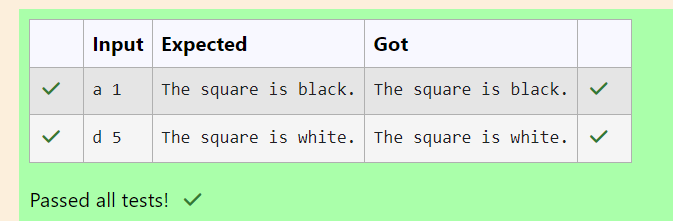 Input Expected Got
a 1 The square is black. The square is black.
d 5 The square is white. The square is white.
Passed all tests!